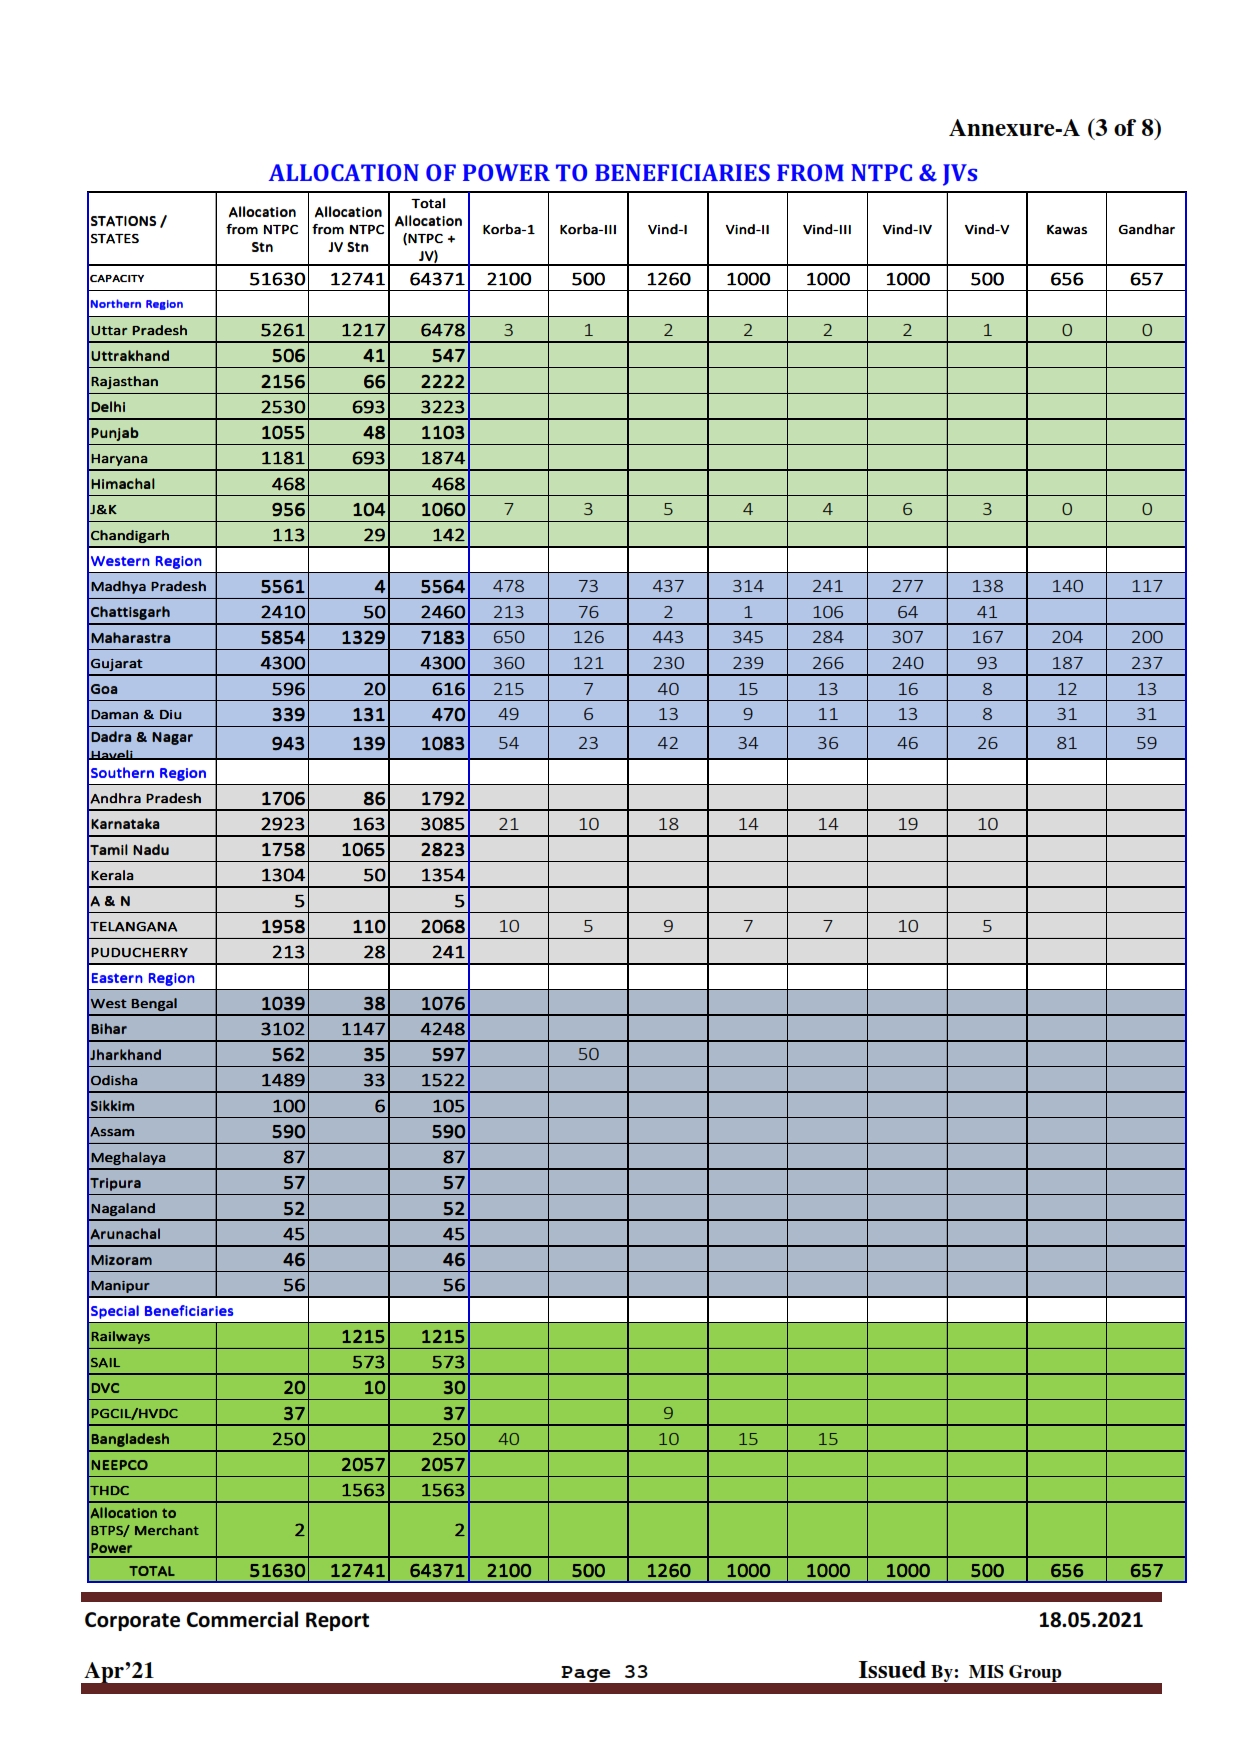 Annexure-A (3 of 8)
ALLOCATION OF POWER TO BENEFICIARIES FROM NTPC & JVs
STATIONS / STATES Allocation from NTPC Stn Allocation from NTPC JV Stn Total Allocation (NTPC + JV) Korba-1 Korba-III Vind-I Vind-II Vind-III Vind-IV Vind-V Kawas Gandhar
CAPACITY 51630 12741 64371 2100 500 1260 1000 1000 1000 500 656 657
Northern Region
Uttar Pradesh 5261 1217 6478 3 1 2 2 2 2 1 0 0
Uttrakhand 506 41 547
Rajasthan 2156 66 2222
Delhi 2530 693 3223
Punjab 1055 48 1103
Haryana 1181 693 1874
Himachal 468 468
J&K 956 104 1060 7 3 5 4 4 6 3 0 0
Chandigarh 113 29 142
Western Region
Madhya Pradesh 5561 4 5564 478 73 437 314 241 277 138 140 117
Chattisgarh 2410 50 2460 213 76 2 1 106 64 41
Maharastra 5854 1329 7183 650 126 443 345 284 307 167 204 200
Gujarat 4300 4300 360 121 230 239 266 240 93 187 237
Goa 596 20 616 215 7 40 15 13 16 8 12 13
Daman & Diu 339 131 470 49 6 13 9 11 13 8 31 31
Dadra & Nagar Haveli 943 139 1083 54 23 42 34 36 46 26 81 59
Southern Region
Andhra Pradesh 1706 86 1792
Karnataka 2923 163 3085 21 10 18 14 14 19 10
Tamil Nadu 1758 1065 2823
Kerala 1304 50 1354
A & N 5 5
TELANGANA 1958 110 2068 10 5 9 7 7 10 5
PUDUCHERRY 213 28 241
Eastern Region
West Bengal 1039 38 1076
Bihar 3102 1147 4248
Jharkhand 562 35 597 50
Odisha 1489 33 1522
Sikkim 100 6 105
Assam 590 590
Meghalaya 87 87
Tripura 57 57
Nagaland 52 52
Arunachal 45 45
Mizoram 46 46
Manipur 56 56
Special Beneficiaries
Railways 1215 1215
SAIL 573 573
DVC 20 10 30
PGCIL/HVDC 37 37 9
Bangladesh 250 250 40 10 15 15
NEEPCO 2057 2057
THDC 1563 1563
Allocation to BTPS/ Merchant Power 2 2
TOTAL 51630 12741 64371 2100 500 1260 1000 1000 1000 500 656 657
Corporate Commercial Report 18.05.2021
Apr’21 Page 33 Issued By: MIS Group